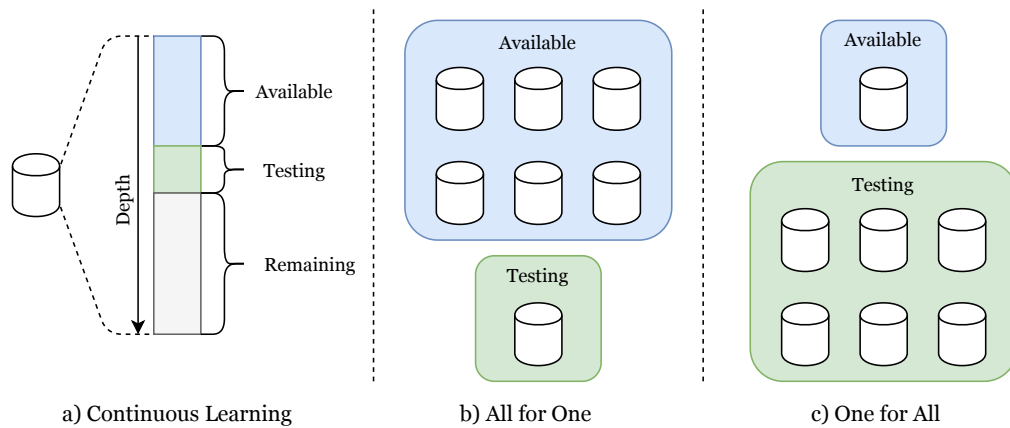 Available
Testing
Depth
Remaining
a) Continuous Learning
Available
Testing
b) All for One
Available
Testing
c) One for All